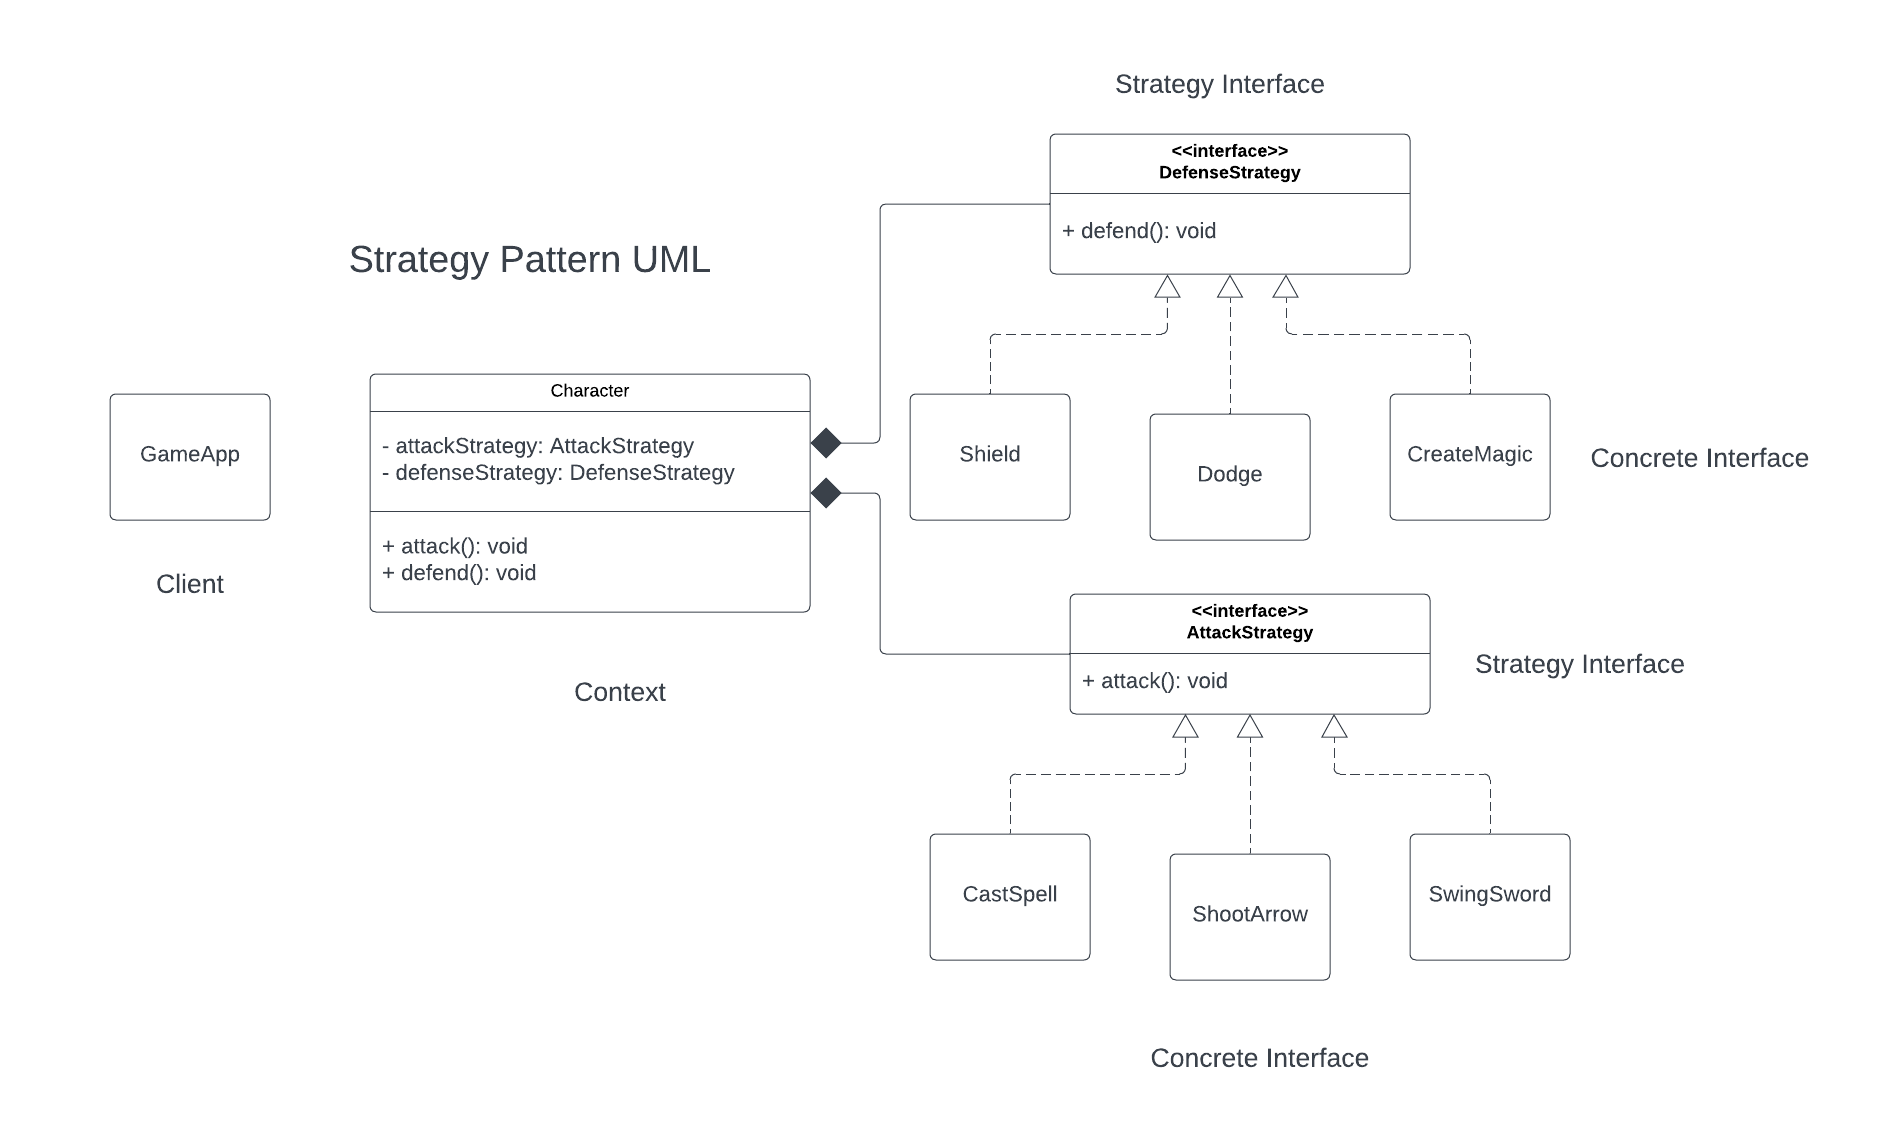 Strategy Interface
<<interface>>
DefenseStrategy
+ defend(): void
Strategy Pattern UML
Character
- attackStrategy: AttackStrategy
- defenseStrategy: DefenseStrategy
+ attack(): void
+ defend(): void
GameApp
Client
Context
Shield
Dodge
CreateMagic
Concrete Interface
<<interface>>
AttackStrategy
+ attack(): void
Strategy Interface
CastSpell
ShootArrow
SwingSword
Concrete Interface